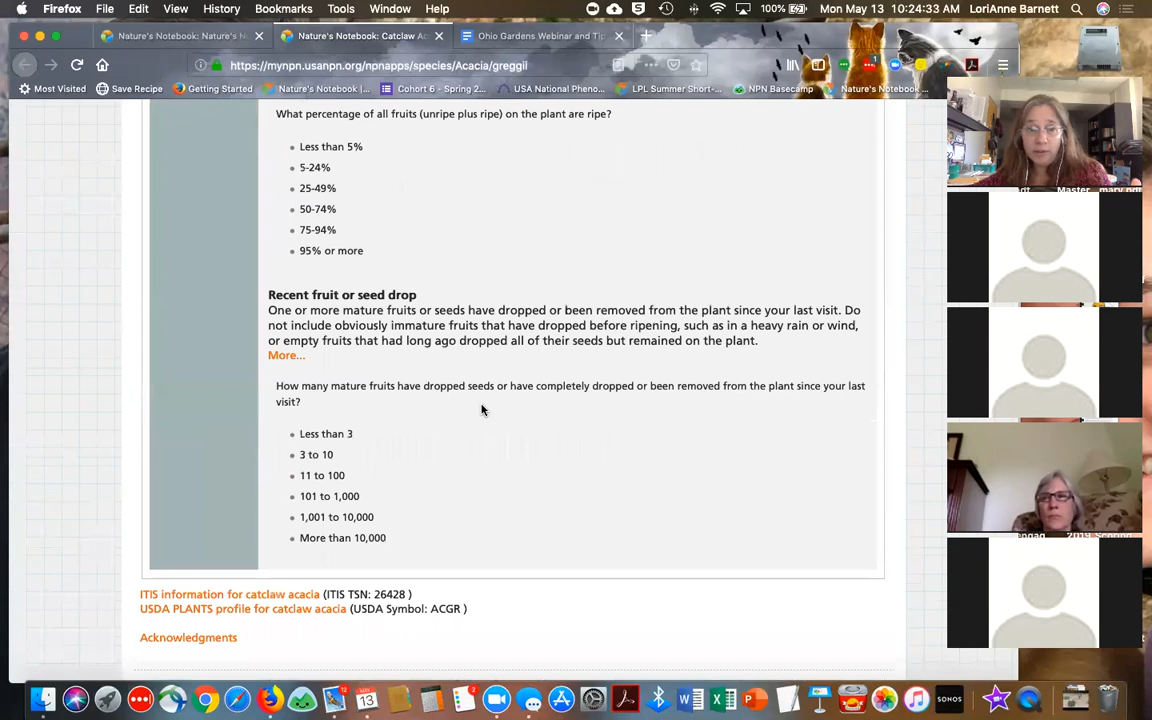 Firefox File Edit View History Bookmarks Tools Window Help 100% Mon May 13 10:24:33 AM LoriAnne Barnett
Nature's Notebook: Nature's N
Nature's Notebook: Catclaw Ac
Ohio Gardens Webinar and Tip
https://mynpn.usanpn.org/npnapps/species/Acacia/greggii
Most Visited Save Recipe Getting Started Nature's Notebook |... Cohort 6 - Spring 2... USA National Pheno... LPL Summer Short-... NPN Basecamp Nature's Notebook ...
What percentage of all fruits (unripe plus ripe) on the plant are ripe?
Less than 5%
5-24%
25-49%
50-74%
75-94%
95% or more
Recent fruit or seed drop
One or more mature fruits or seeds have dropped or been removed from the plant since your last visit. Do
not include obviously immature fruits that have dropped before ripening, such as in a heavy rain or wind,
or empty fruits that had long ago dropped all of their seeds but remained on the plant.
More...
How many mature fruits have dropped seeds or have completely dropped or been removed from the plant since your last
visit?
Less than 3
3 to 10
11 to 100
101 to 1,000
1,001 to 10,000
More than 10,000
ITIS information for catclaw acacia (ITIS TSN: 26428 )
USDA PLANTS profile for catclaw acacia (USDA Symbol: ACGR )
Acknowledgments
Master
2019
13
SONOS